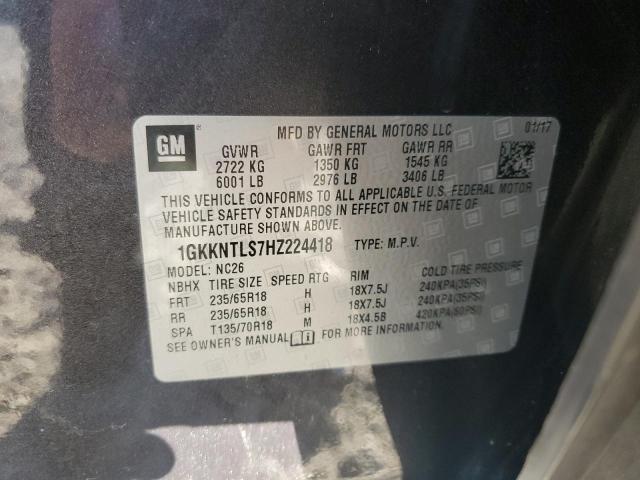 GM
MFD BY GENERAL MOTORS LLC 01/17
GVWR GAWR FRT GAWR RR
2722 KG 1350 KG 1545 KG
6001 LB 2976 LB 3406 LB
THIS VEHICLE CONFORMS TO ALL APPLICABLE U.S. FEDERAL MOTOR
VEHICLE SAFETY STANDARDS IN EFFECT ON THE DATE OF
MANUFACTURE SHOWN ABOVE.
1GKKNTLS7HZ224418 TYPE: M.P.V.
MODEL: NC26
NBHX TIRE SIZE SPEED RTG RIM COLD TIRE PRESSURE
FRT 235/65R18 H 18X7.5J 240KPA(35PSI)
RR 235/65R18 H 18X7.5J 240KPA(35PSI)
SPA T135/70R18 M 18X4.5B 420KPA(60PSI)
SEE OWNER'S MANUAL FOR MORE INFORMATION.